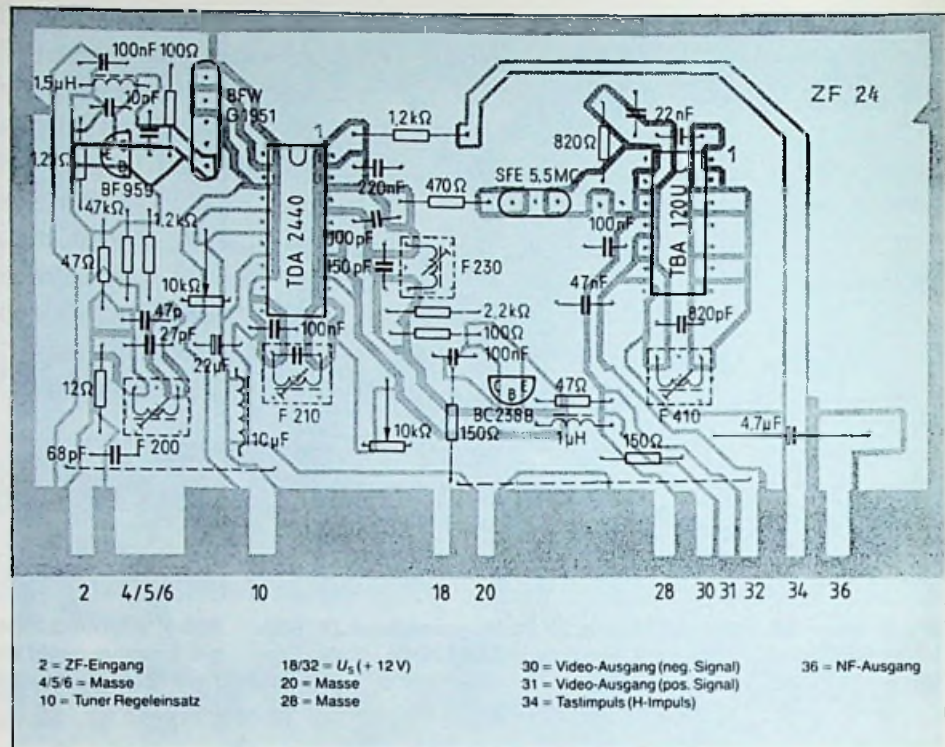 100nF 100Ω
1,5µH
10pF
BFW
G1951
1
1,2kΩ
22nF
ZF 24
820Ω
1
C
B
BF959
1,2k
47kΩ
220nF
470Ω
SFE 5,5MC
TDA 2440
TBA 120U
1,2kΩ
47Ω
150pF
F 230
100nF
10kΩ
47nF
47p
27pF
22µF
100nF
2,2kΩ
100Ω
100nF
820pF
12Ω
F 200
F 210
10kΩ
C
B
E
BC238B
47Ω
F 410
68pF
150Ω
1µH
150Ω
4,7µF
2 4/5/6 10 18 20 28 30 31 32 34 36
2 = ZF-Eingang
4/5/6 = Masse
10 = Tuner Regeleinsatz
18/32 = U_S (+ 12 V)
20 = Masse
28 = Masse
30 = Video-Ausgang (neg. Signal)
31 = Video-Ausgang (pos. Signal)
34 = Tastimpuls (H-Impuls)
36 = NF-Ausgang